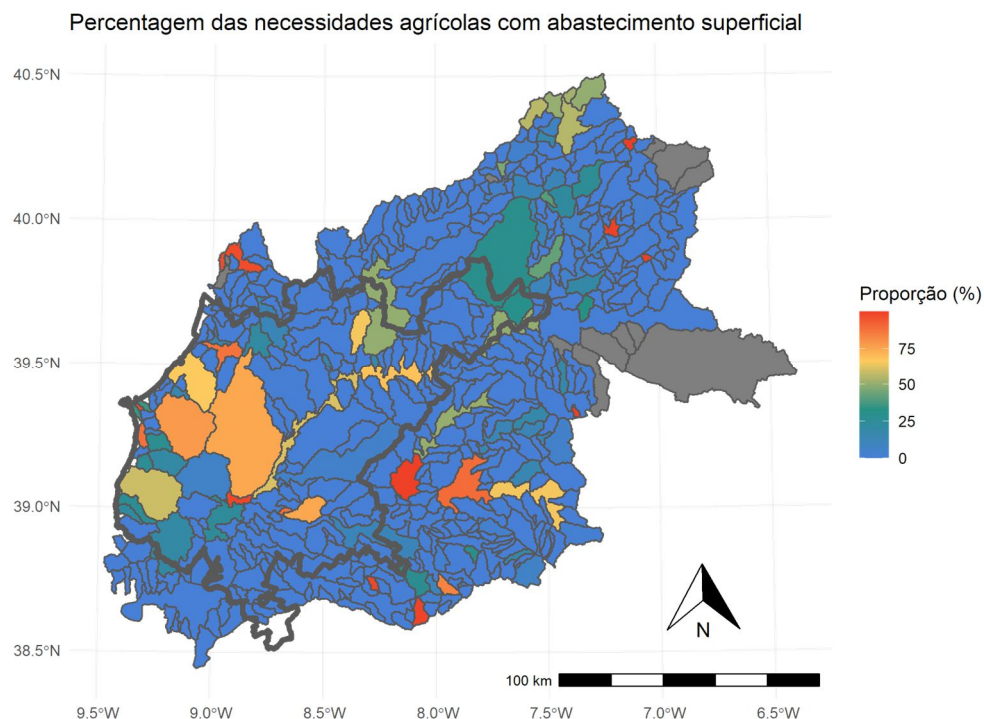 Percentagem das necessidades agrícolas com abastecimento superficial
40.5°N
40.0°N
39.5°N
39.0°N
38.5°N
Proporção (%)
75
50
25
0
N
100 km
9.5°W 9.0°W 8.5°W 8.0°W 7.5°W 7.0°W 6.5°W